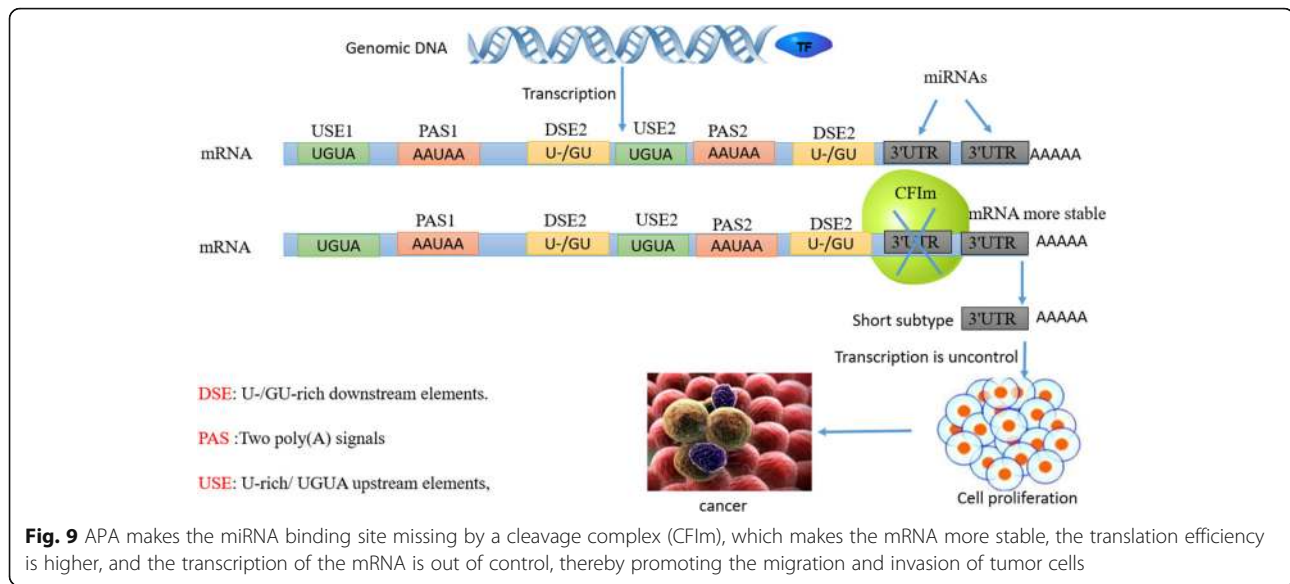 Genomic DNA
TF
Transcription
miRNAs
USE1 PAS1 DSE2 USE2 PAS2 DSE2
mRNA UGUA AAUAA U-/GU UGUA AAUAA U-/GU 3'UTR 3'UTR AAAAA
CFIm
PAS1 DSE2 USE2 PAS2 DSE2 mRNA more stable
mRNA UGUA AAUAA U-/GU UGUA AAUAA U-/GU 3'UTR 3'UTR AAAAA
Short subtype 3'UTR AAAAA
Transcription is uncontrol
DSE: U-/GU-rich downstream elements.
PAS :Two poly(A) signals
USE: U-rich/ UGUA upstream elements,
cancer
Cell proliferation
Fig. 9 APA makes the miRNA binding site missing by a cleavage complex (CFIm), which makes the mRNA more stable, the translation efficiency
is higher, and the transcription of the mRNA is out of control, thereby promoting the migration and invasion of tumor cells